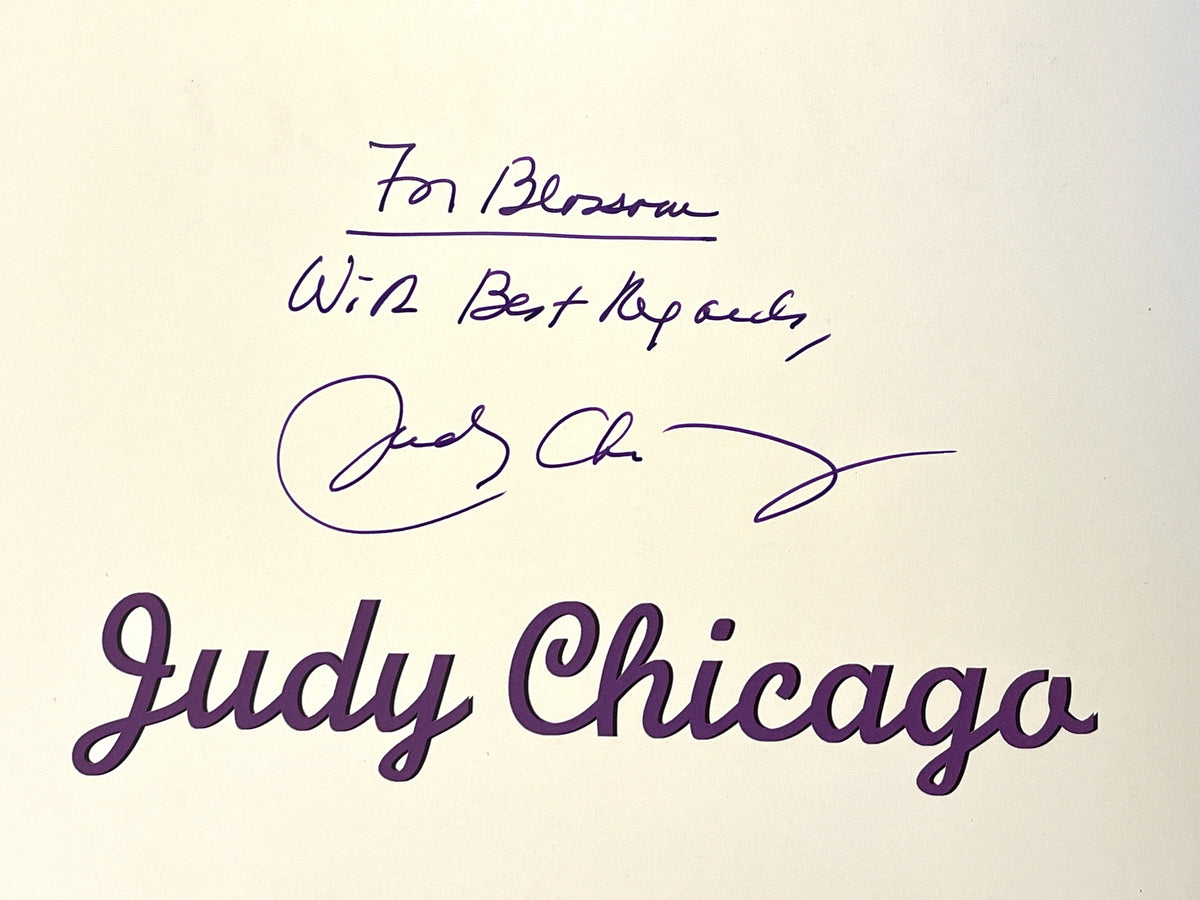 For Blossom
With Best Regards,
Judy Chicago
Judy Chicago